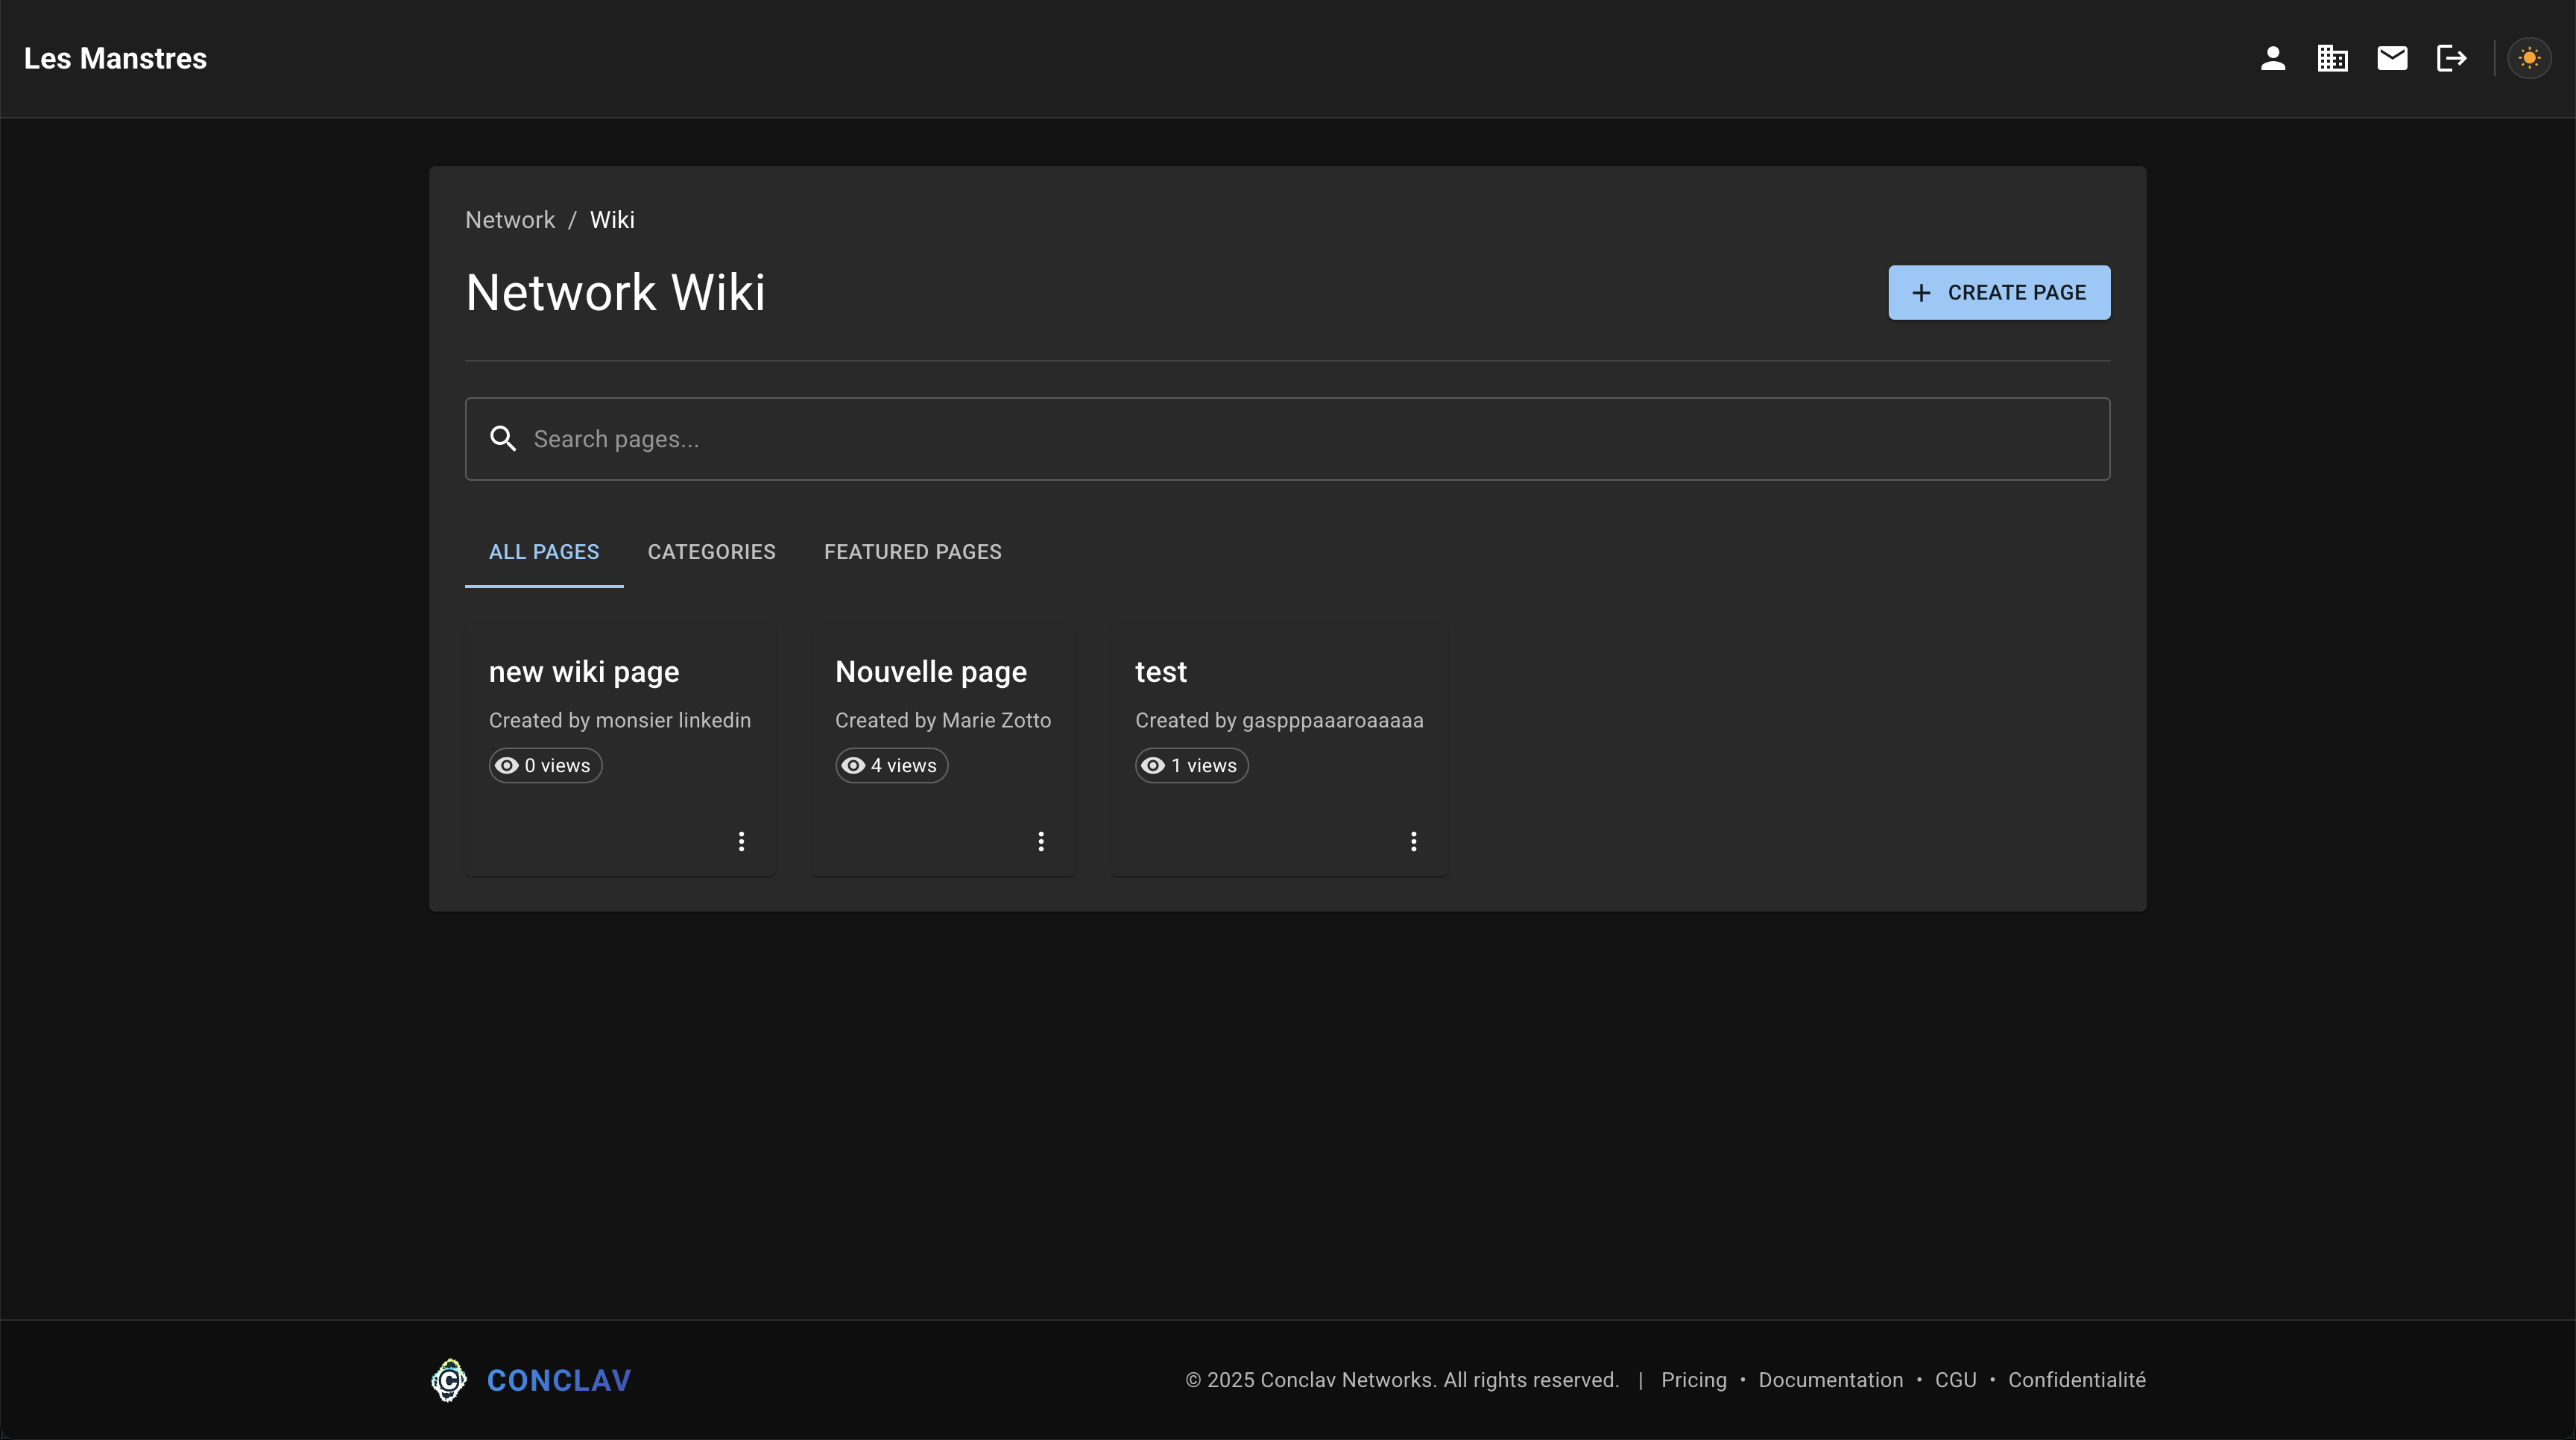 Les Manstres
Network / Wiki
Network Wiki
+ CREATE PAGE
Search pages...
ALL PAGES CATEGORIES FEATURED PAGES
new wiki page
Created by monsier linkedin
0 views
Nouvelle page
Created by Marie Zotto
4 views
test
Created by gaspppaaaroaaaaa
1 views
C CONCLAV
© 2025 Conclav Networks. All rights reserved. | Pricing • Documentation • CGU • Confidentialité